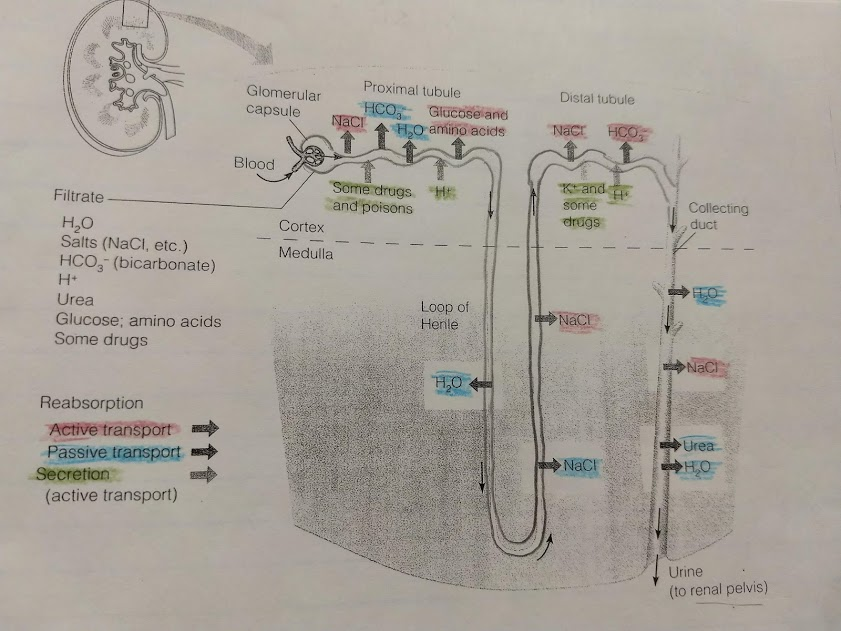 Glomerular
capsule
Proximal tubule
Distal tubule
NaCl
HCO₃⁻
H₂O
Glucose and
amino acids
NaCl
HCO₃⁻
Blood
Some drugs
and poisons
H⁺
K⁺ and
some
drugs
H⁺
Filtrate
H₂O
Salts (NaCl, etc.)
HCO₃⁻ (bicarbonate)
H⁺
Urea
Glucose; amino acids
Some drugs
Cortex
Medulla
Collecting
duct
H₂O
Loop of
Henle
NaCl
H₂O
NaCl
NaCl
Urea
H₂O
Reabsorption
Active transport
Passive transport
Secretion
(active transport)
Urine
(to renal pelvis)